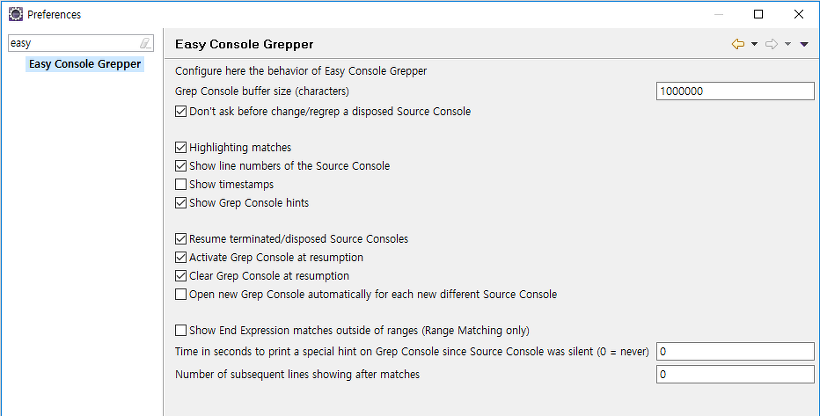 Preferences
easy
Easy Console Grepper
Easy Console Grepper
Configure here the behavior of Easy Console Grepper
Grep Console buffer size (characters) 1000000
Don't ask before change/regrep a disposed Source Console
Highlighting matches
Show line numbers of the Source Console
Show timestamps
Show Grep Console hints
Resume terminated/disposed Source Consoles
Activate Grep Console at resumption
Clear Grep Console at resumption
Open new Grep Console automatically for each new different Source Console
Show End Expression matches outside of ranges (Range Matching only)
Time in seconds to print a special hint on Grep Console since Source Console was silent (0 = never) 0
Number of subsequent lines showing after matches 0